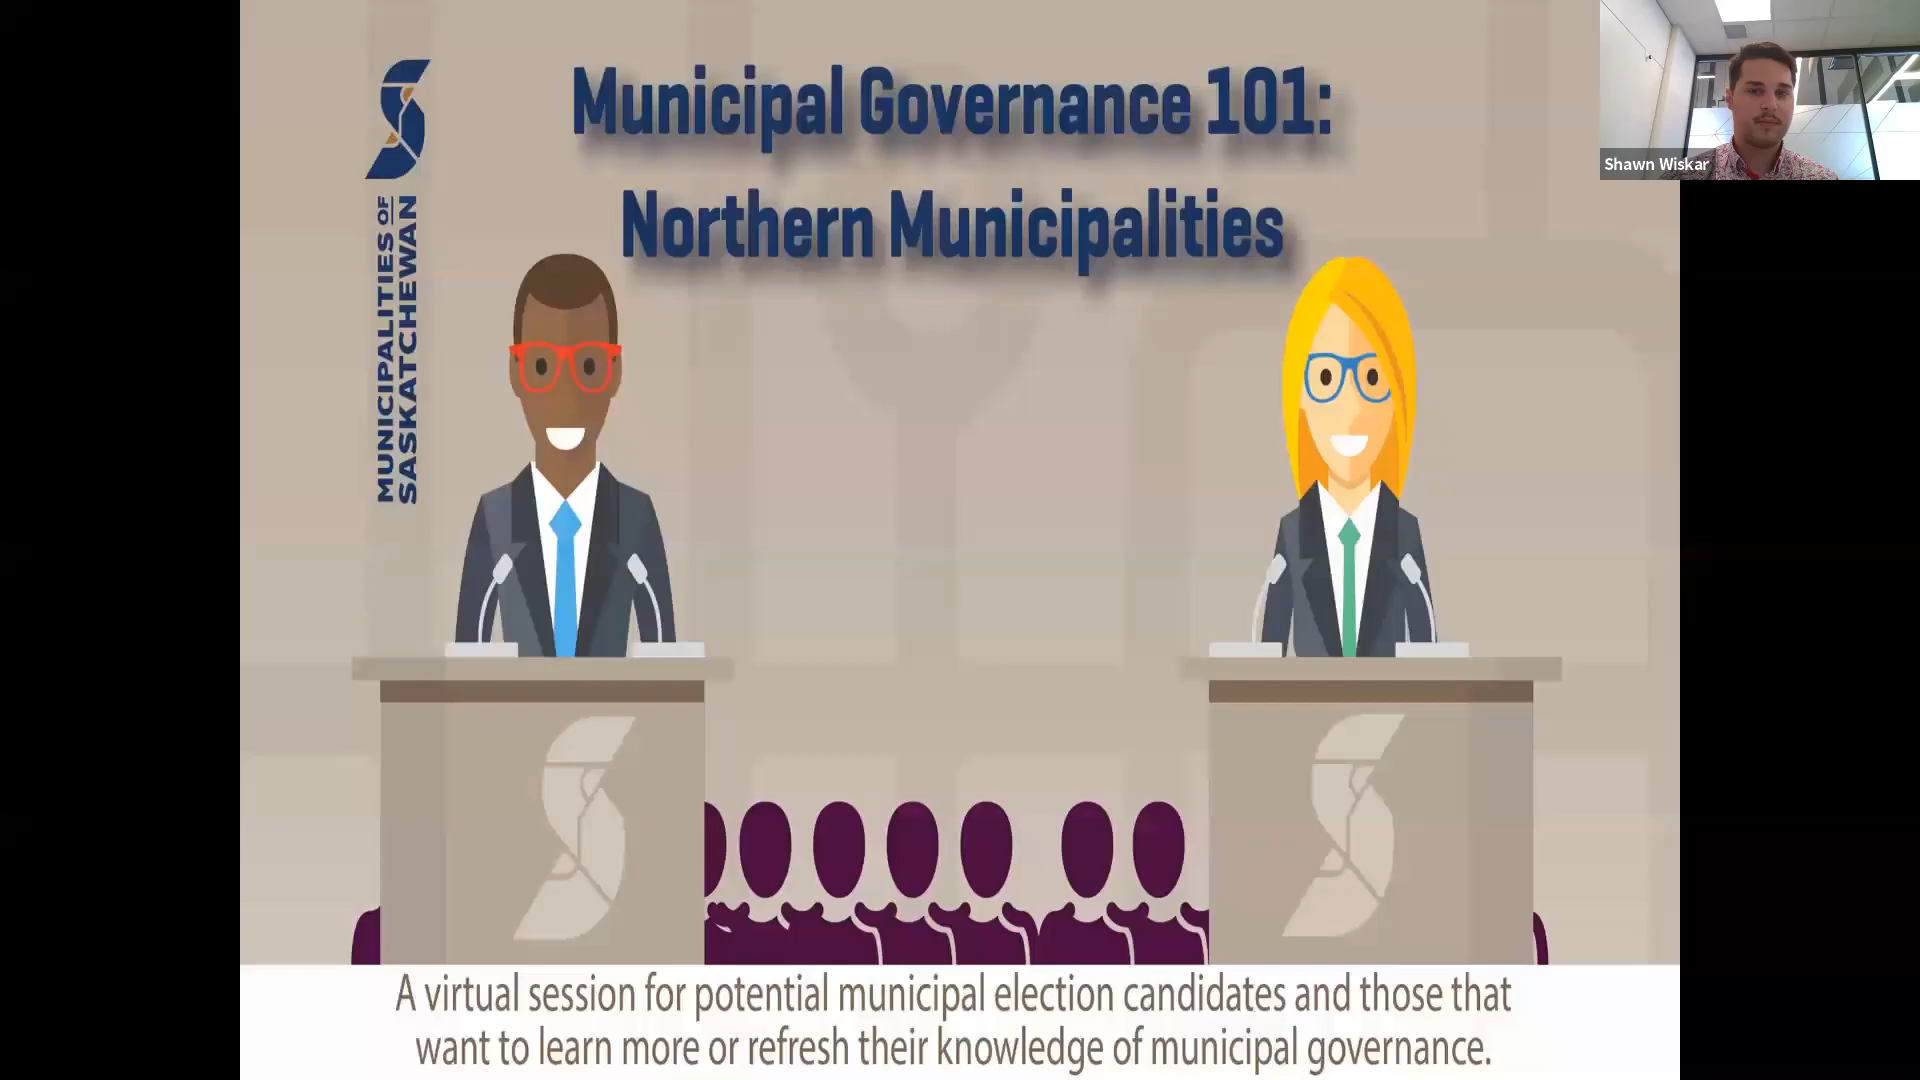 Municipal Governance 101:
Northern Municipalities
MUNICIPALITIES OF
SASKATCHEWAN
Shawn Wiskar
A virtual session for potential municipal election candidates and those that
want to learn more or refresh their knowledge of municipal governance.